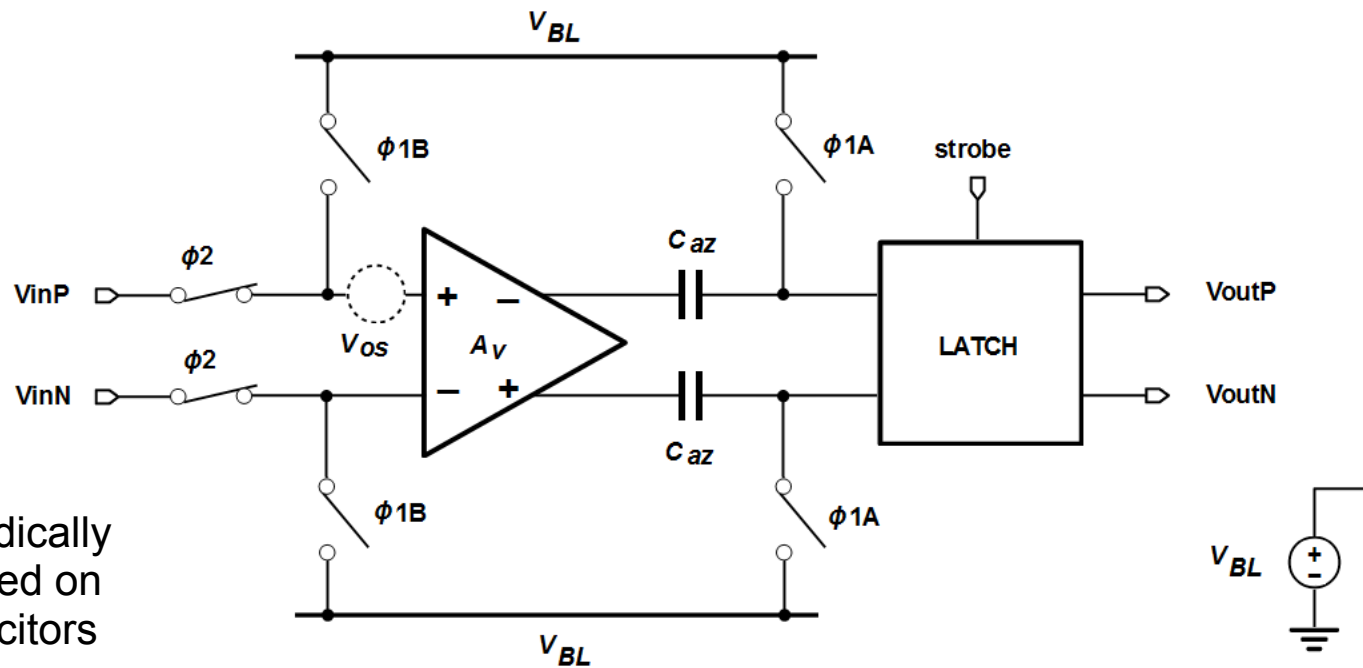 V_BL
ϕ1B
ϕ1A
strobe
C_az
ϕ2
VinP
+ −
VoutP
V_OS
A_V
LATCH
ϕ2
VinN
− +
VoutN
C_az
ϕ1B
ϕ1A
dically
ed on
citors
V_BL
+
−
V_BL